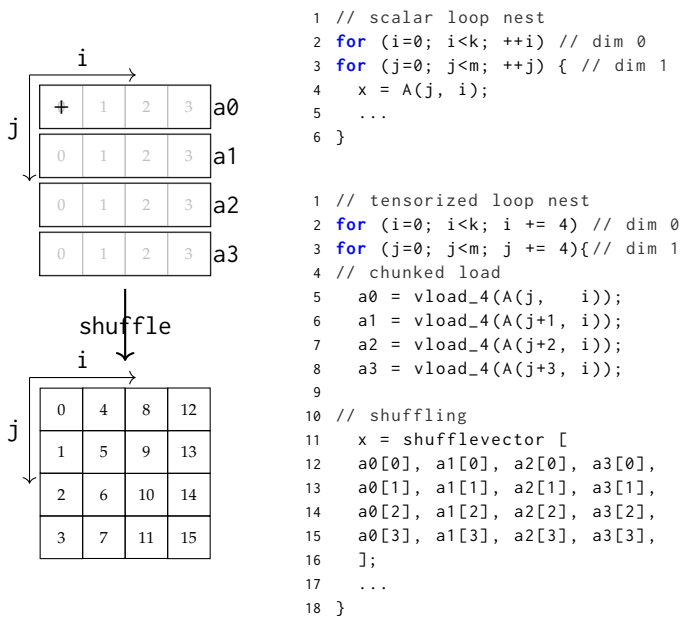 i
j
1 2 3 a0
0 1 2 3 a1
0 1 2 3 a2
0 1 2 3 a3
shuffle
i
j
0 4 8 12
1 5 9 13
2 6 10 14
3 7 11 15
1 // scalar loop nest
2 for (i=0; i<k; ++i) // dim 0
3 for (j=0; j<m; ++j) { // dim 1
4 x = A(j, i);
5 ...
6 }
1 // tensorized loop nest
2 for (i=0; i<k; i += 4) // dim 0
3 for (j=0; j<m; j += 4){// dim 1
4 // chunked load
5 a0 = vload_4(A(j,   i));
6 a1 = vload_4(A(j+1, i));
7 a2 = vload_4(A(j+2, i));
8 a3 = vload_4(A(j+3, i));
9
10 // shuffling
11 x = shufflevector [
12 a0[0], a1[0], a2[0], a3[0],
13 a0[1], a1[1], a2[1], a3[1],
14 a0[2], a1[2], a2[2], a3[2],
15 a0[3], a1[3], a2[3], a3[3],
16 ];
17 ...
18 }